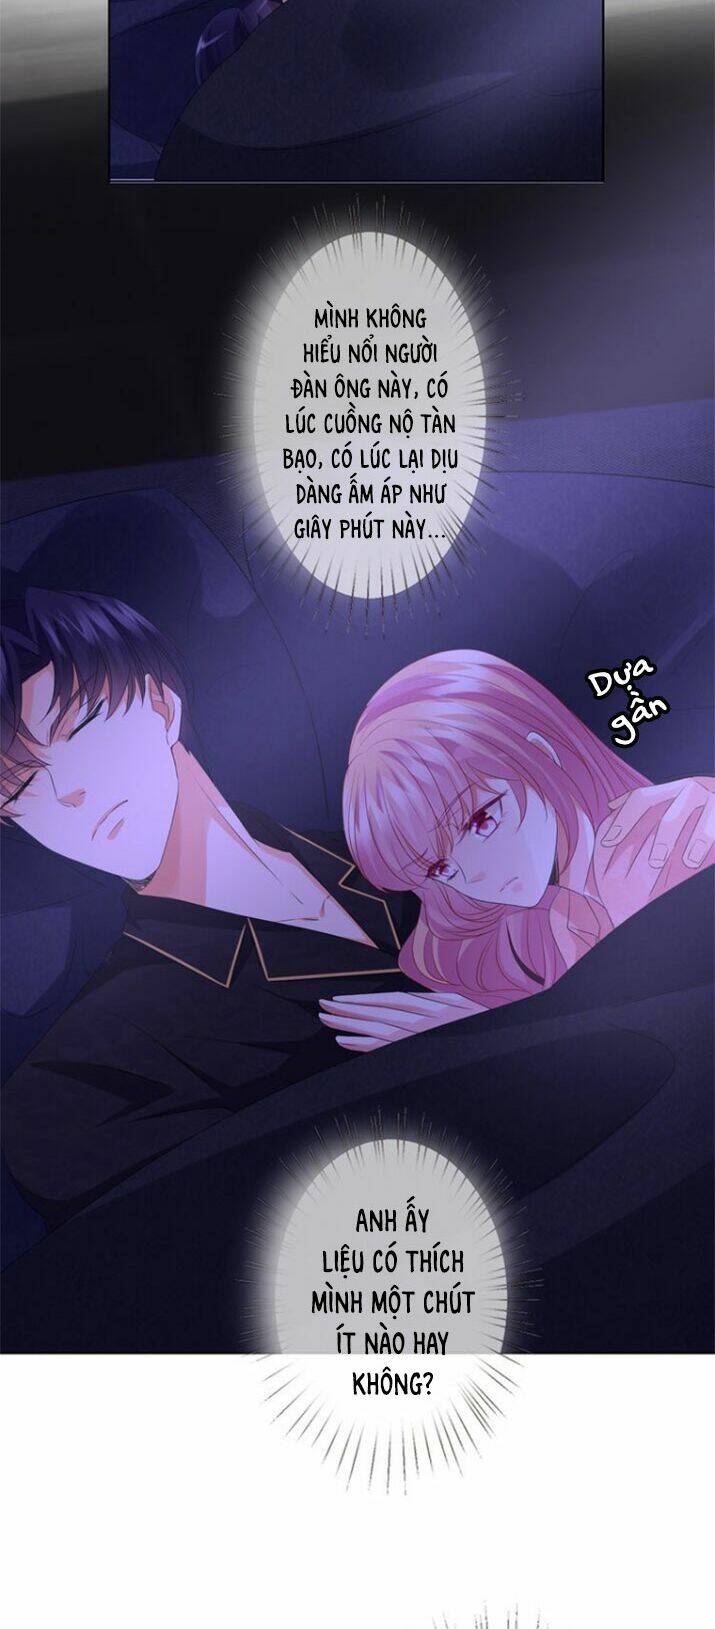 MÌNH KHÔNG
HIỂU NỔI NGƯỜI
ĐÀN ÔNG NÀY, CÓ
LÚC CUỒNG NỘ TÀN
BẠO, CÓ LÚC LẠI DỊU
DÀNG ẤM ÁP NHƯ
GIÂY PHÚT NÀY...
Dựa
gần
ANH ẤY
LIỆU CÓ THÍCH
MÌNH MỘT CHÚT
ÍT NÀO HAY
KHÔNG?